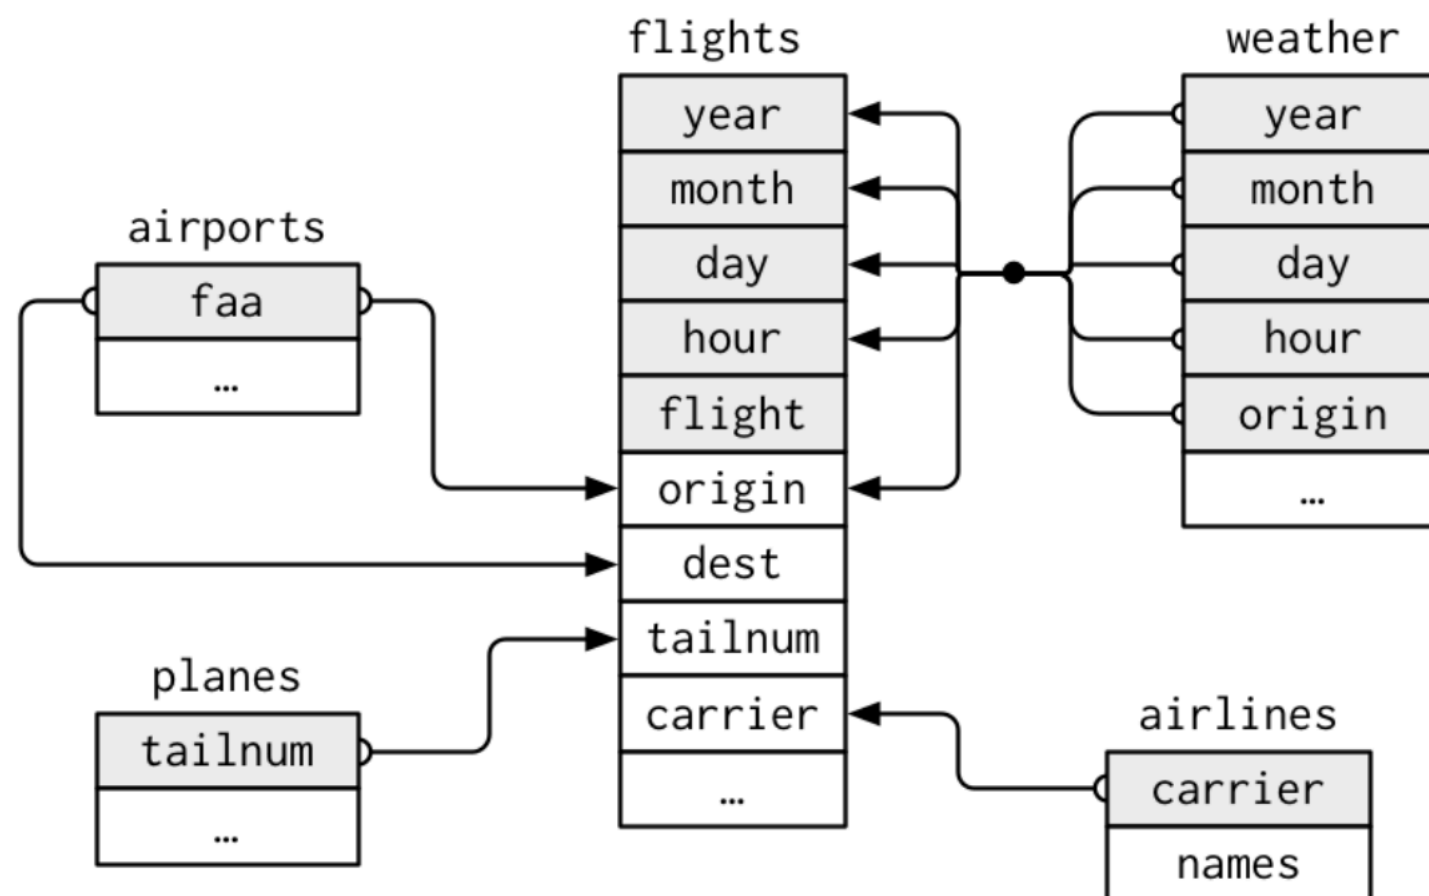 flights
year
month
day
hour
flight
origin
dest
tailnum
carrier
…
weather
year
month
day
hour
origin
…
airports
faa
…
planes
tailnum
…
airlines
carrier
names